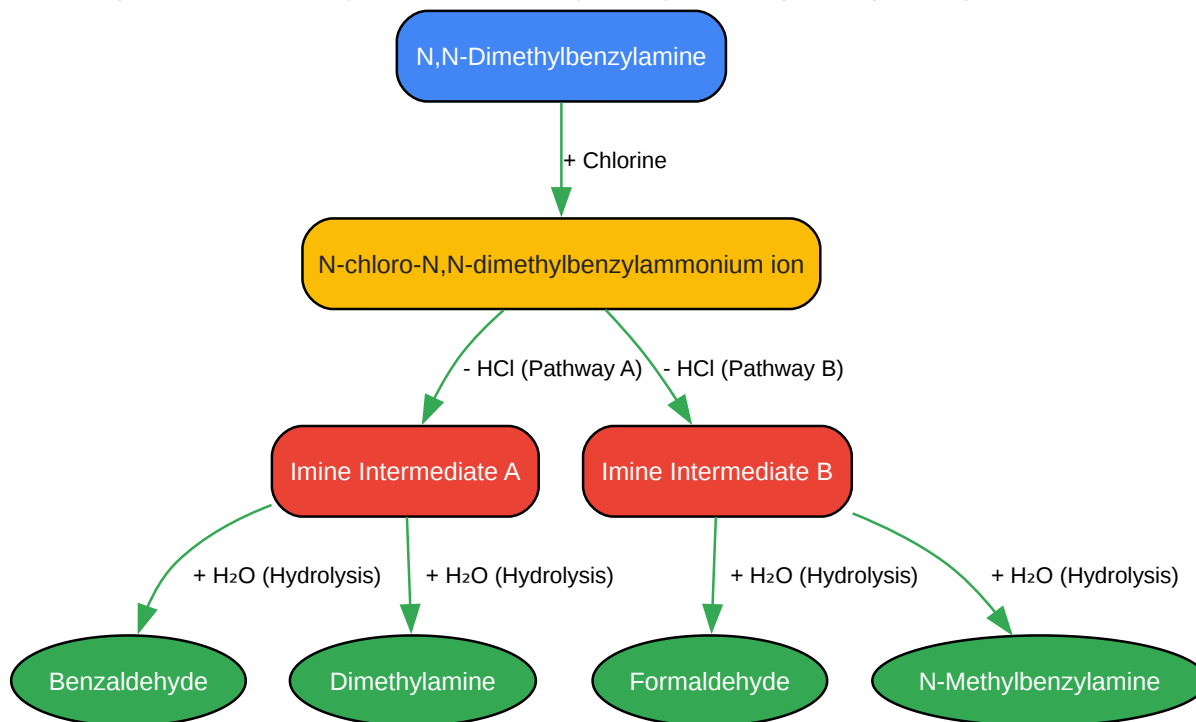 N,N-Dimethylbenzylamine
+ Chlorine
N-chloro-N,N-dimethylbenzylammonium ion
- HCl (Pathway A)
- HCl (Pathway B)
Imine Intermediate A
Imine Intermediate B
+ H₂O (Hydrolysis)
+ H₂O (Hydrolysis)
+ H₂O (Hydrolysis)
+ H₂O (Hydrolysis)
Benzaldehyde
Dimethylamine
Formaldehyde
N-Methylbenzylamine